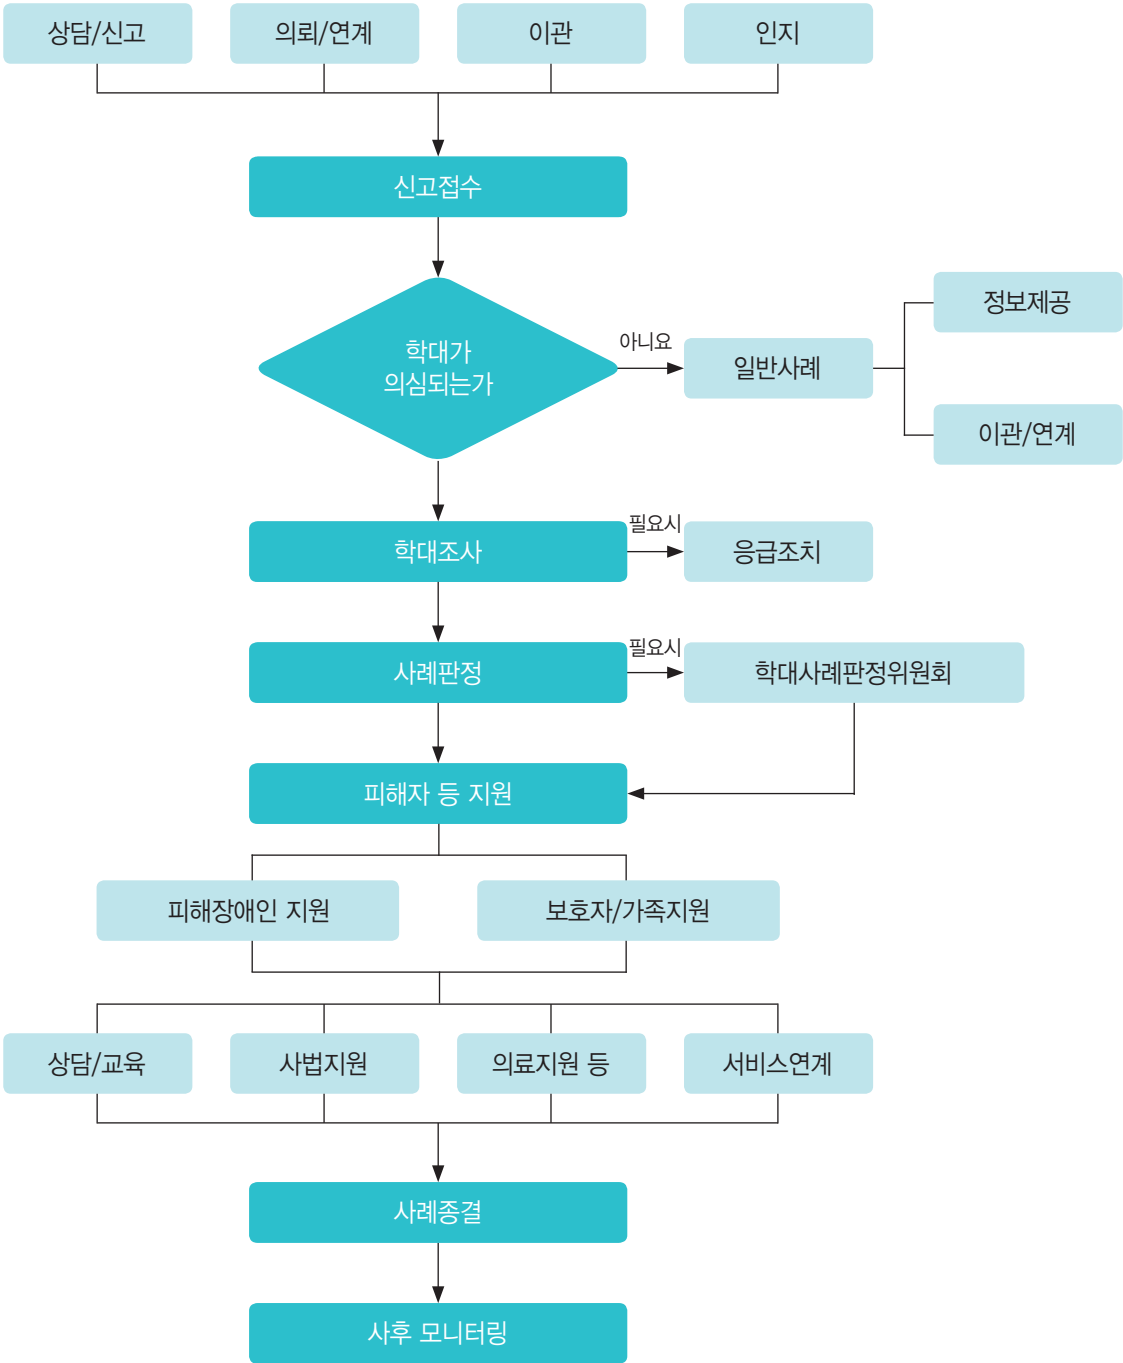 상담/신고
의뢰/연계
이관
인지
신고접수
학대가
의심되는가
아니요
일반사례
정보제공
이관/연계
학대조사
필요시
응급조치
사례판정
필요시
학대사례판정위원회
피해자 등 지원
피해장애인 지원
보호자/가족지원
상담/교육
사법지원
의료지원 등
서비스연계
사례종결
사후 모니터링